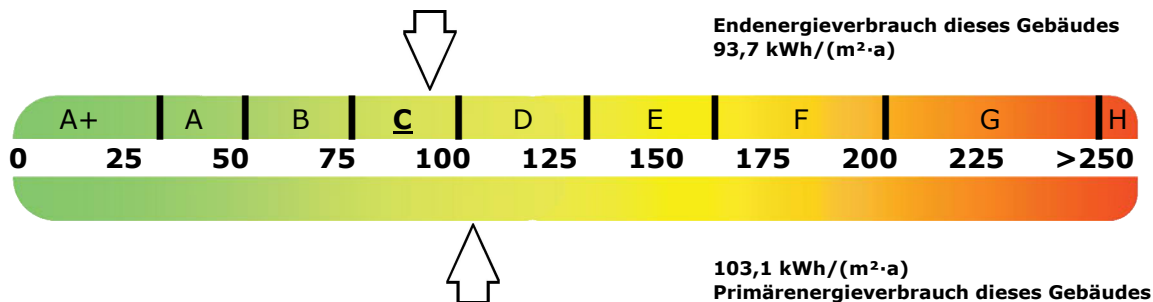 Endenergieverbrauch dieses Gebäudes
93,7 kWh/(m²·a)
A+ A B C D E F G H
0 25 50 75 100 125 150 175 200 225 >250
103,1 kWh/(m²·a)
Primärenergieverbrauch dieses Gebäudes